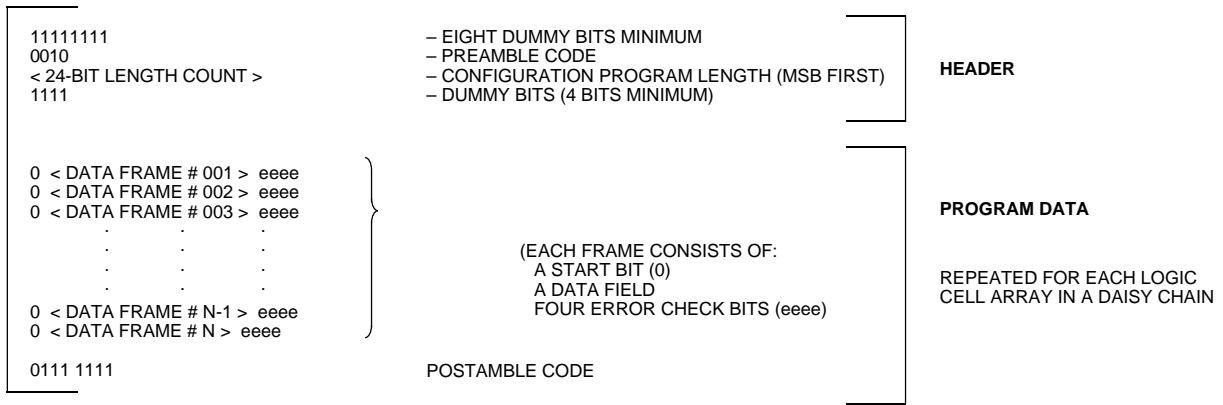 11111111 – EIGHT DUMMY BITS MINIMUM
0010 – PREAMBLE CODE
< 24-BIT LENGTH COUNT > – CONFIGURATION PROGRAM LENGTH (MSB FIRST)
1111 – DUMMY BITS (4 BITS MINIMUM)
HEADER
0 < DATA FRAME # 001 > eeee
0 < DATA FRAME # 002 > eeee
0 < DATA FRAME # 003 > eeee
. . .
. . .
. . .
. . .
0 < DATA FRAME # N-1 > eeee
0 < DATA FRAME # N > eeee
(EACH FRAME CONSISTS OF:
A START BIT (0)
A DATA FIELD
FOUR ERROR CHECK BITS (eeee)
PROGRAM DATA
REPEATED FOR EACH LOGIC
CELL ARRAY IN A DAISY CHAIN
0111 1111 POSTAMBLE CODE